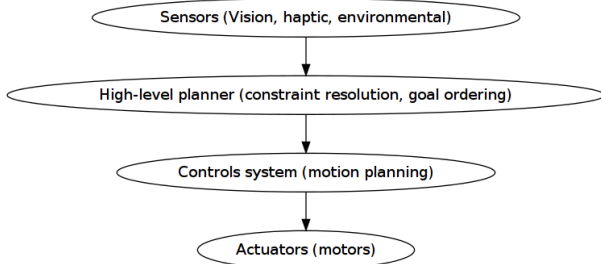 Sensors (Vision, haptic, environmental)
High-level planner (constraint resolution, goal ordering)
Controls system (motion planning)
Actuators (motors)